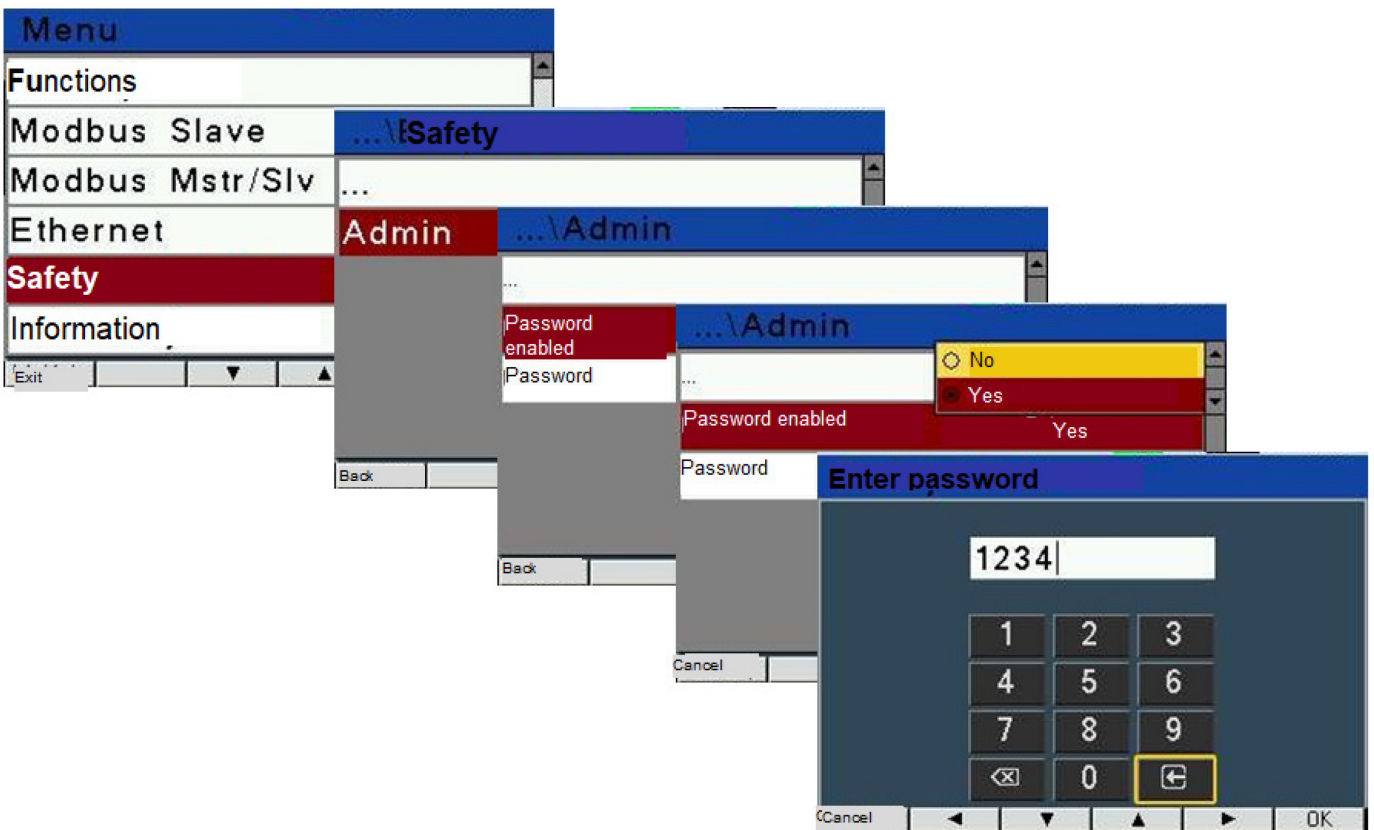 Menu
Functions
Modbus Slave
Modbus Mstr/Slv
Ethernet
Safety
Information
Exit ▼ ▲
...\Safety
...
Admin
Back
...\Admin
...
Password
enabled
Password
Back
...\Admin
No
Yes
...
Password enabled Yes
Password
Cancel
Enter password
1234
1 2 3
4 5 6
7 8 9
0
Cancel ◄ ▼ ▲ ► OK